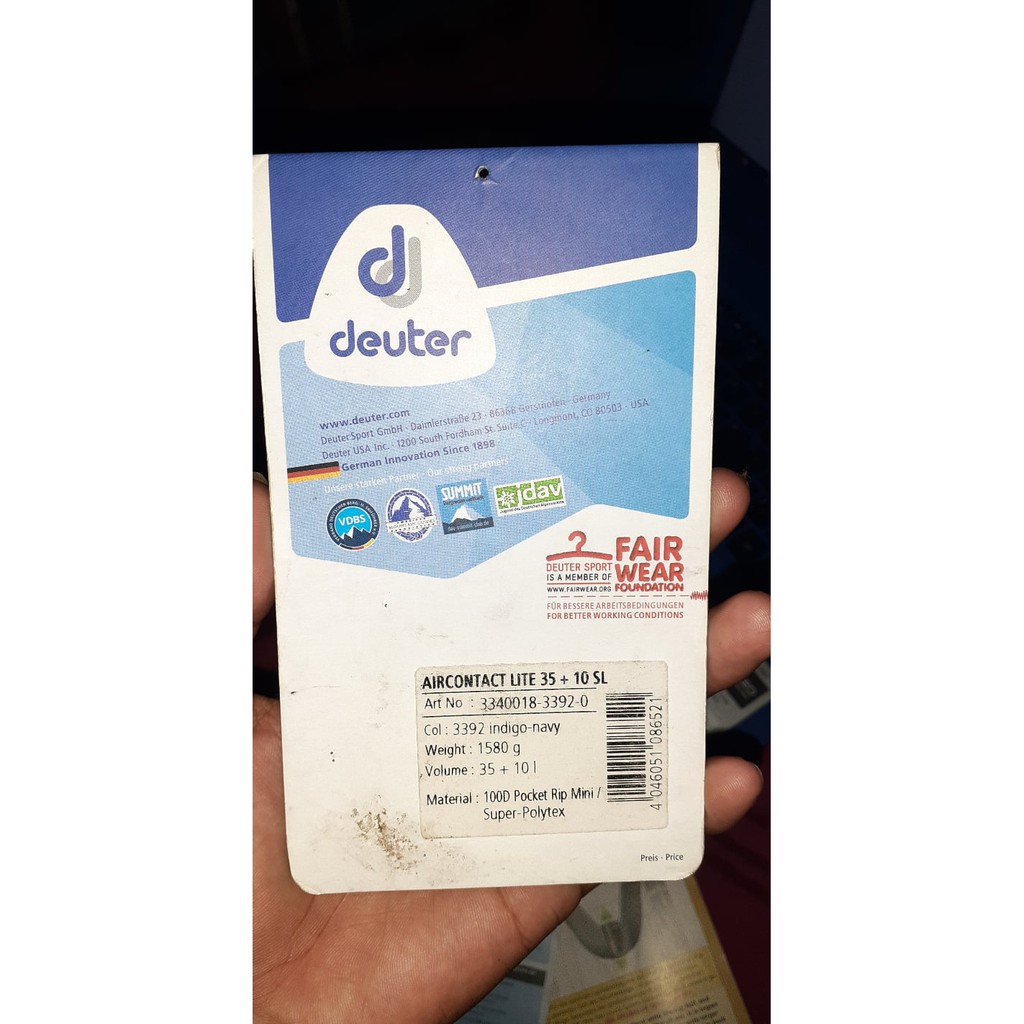 deuter
www.deuter.com
Deuter Sport GmbH · Daimlerstraße 23 · 86368 Gersthofen · Germany
Deuter USA Inc. · 1200 South Fordham St. Suite C · Longmont, CO 80503 · USA
German Innovation Since 1898
Unsere starken Partner · Our strong partners
VDBS
SUMMIT
jdav
DEUTER SPORT
IS A MEMBER OF
WWW.FAIRWEAR.ORG
FAIR
WEAR
FOUNDATION
FÜR BESSERE ARBEITSBEDINGUNGEN
FOR BETTER WORKING CONDITIONS
AIRCONTACT LITE 35 + 10 SL
Art No : 3340018-3392-0
Col : 3392 indigo-navy
Weight : 1580 g
Volume : 35 + 10 l
Material : 100D Pocket Rip Mini /
Super-Polytex
4 046051 086521
Preis · Price